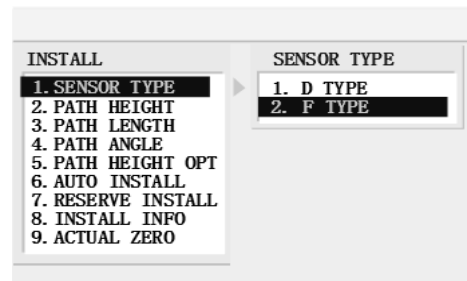 INSTALL
1. SENSOR TYPE
2. PATH HEIGHT
3. PATH LENGTH
4. PATH ANGLE
5. PATH HEIGHT OPT
6. AUTO INSTALL
7. RESERVE INSTALL
8. INSTALL INFO
9. ACTUAL ZERO
SENSOR TYPE
1. D TYPE
2. F TYPE